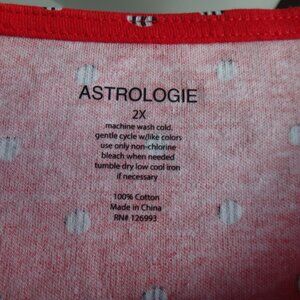 ASTROLOGIE
2X
machine wash cold.
gentle cycle w/like colors
use only non-chlorine
bleach when needed
tumble dry low cool iron
if necessary
100% Cotton
Made in China
RN# 126993